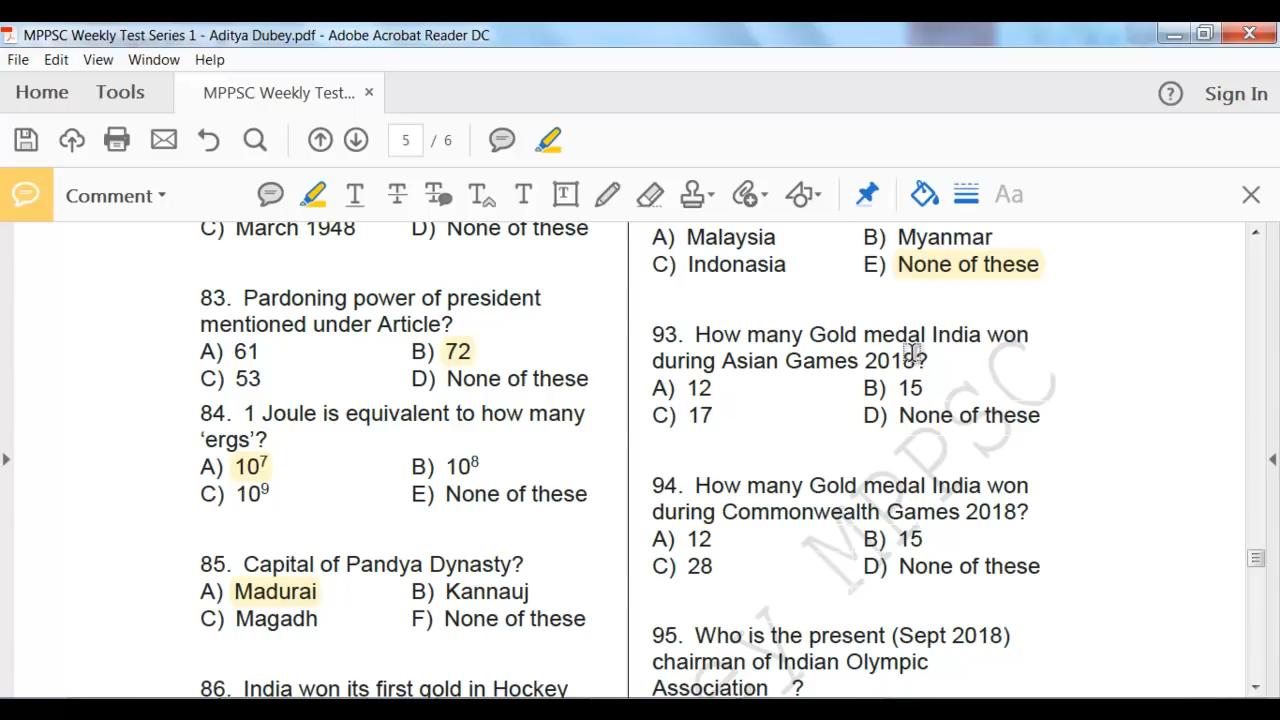 MPPSC Weekly Test Series 1 - Aditya Dubey.pdf - Adobe Acrobat Reader DC
File Edit View Window Help
Home Tools MPPSC Weekly Test... × ? Sign In
5 / 6
Comment T T T T T T Aa
C) March 1948 D) None of these
83. Pardoning power of president
mentioned under Article?
A) 61 B) 72
C) 53 D) None of these
84. 1 Joule is equivalent to how many
‘ergs’?
A) 10⁷ B) 10⁸
C) 10⁹ E) None of these
85. Capital of Pandya Dynasty?
A) Madurai B) Kannauj
C) Magadh F) None of these
86. India won its first gold in Hockey
A) Malaysia B) Myanmar
C) Indonasia E) None of these
93. How many Gold medal India won
during Asian Games 2018?
A) 12 B) 15
C) 17 D) None of these
94. How many Gold medal India won
during Commonwealth Games 2018?
A) 12 B) 15
C) 28 D) None of these
95. Who is the present (Sept 2018)
chairman of Indian Olympic
Association ?
EY MPPSC